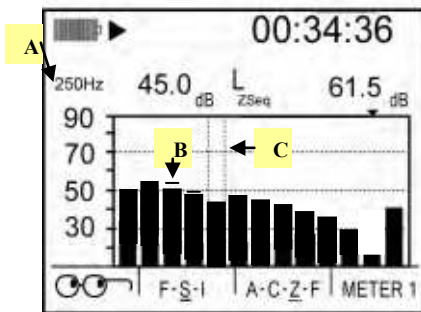 00:34:36
A
250Hz 45.0 dB L ZSeq 61.5 dB
90
70
B C
50
30
F-S-I A-C-Z-F METER 1